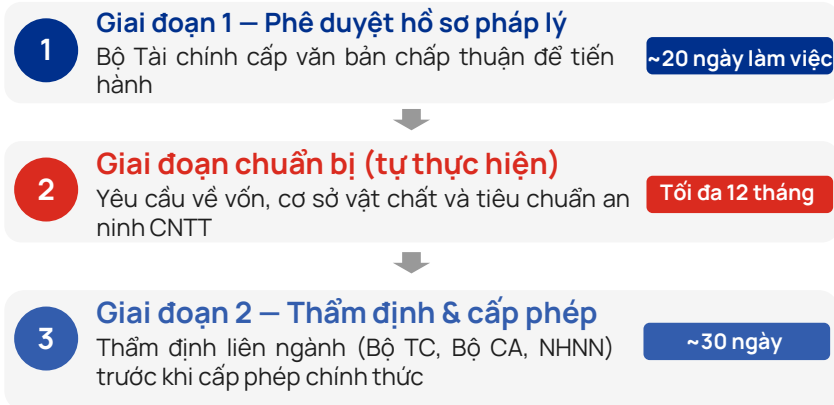 1
Giai đoạn 1 — Phê duyệt hồ sơ pháp lý
Bộ Tài chính cấp văn bản chấp thuận để tiến
hành
~20 ngày làm việc
2
Giai đoạn chuẩn bị (tự thực hiện)
Yêu cầu về vốn, cơ sở vật chất và tiêu chuẩn an
ninh CNTT
Tối đa 12 tháng
3
Giai đoạn 2 — Thẩm định & cấp phép
Thẩm định liên ngành (Bộ TC, Bộ CA, NHNN)
trước khi cấp phép chính thức
~30 ngày